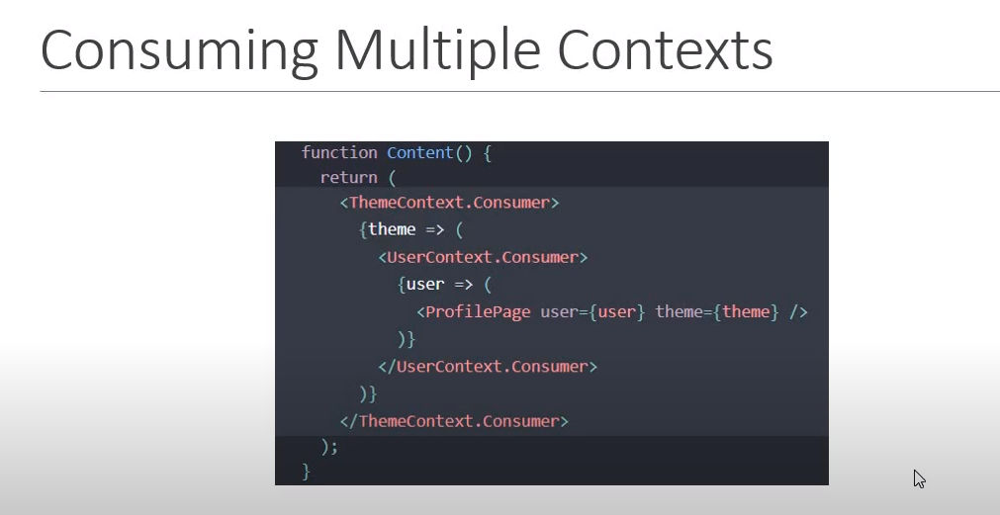 Consuming Multiple Contexts
function Content() {
return (
<ThemeContext.Consumer>
{theme => (
<UserContext.Consumer>
{user => (
<ProfilePage user={user} theme={theme} />
)}
</UserContext.Consumer>
)}
</ThemeContext.Consumer>
);
}